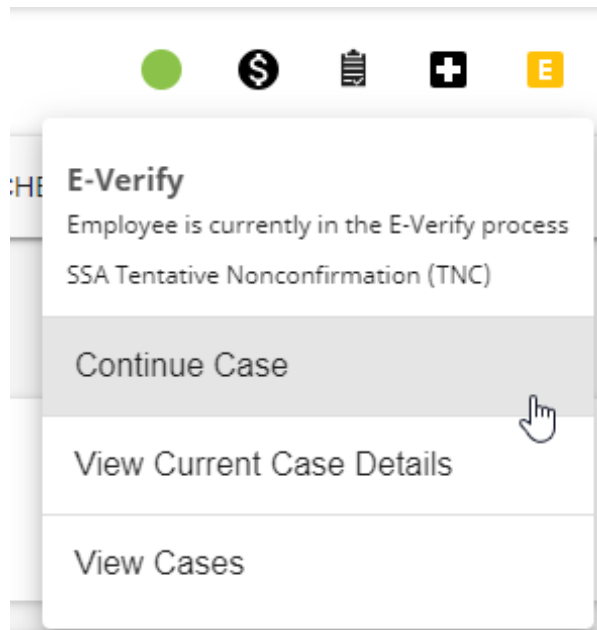 $
E
CHE
E-Verify
Employee is currently in the E-Verify process
SSA Tentative Nonconfirmation (TNC)
Continue Case
View Current Case Details
View Cases